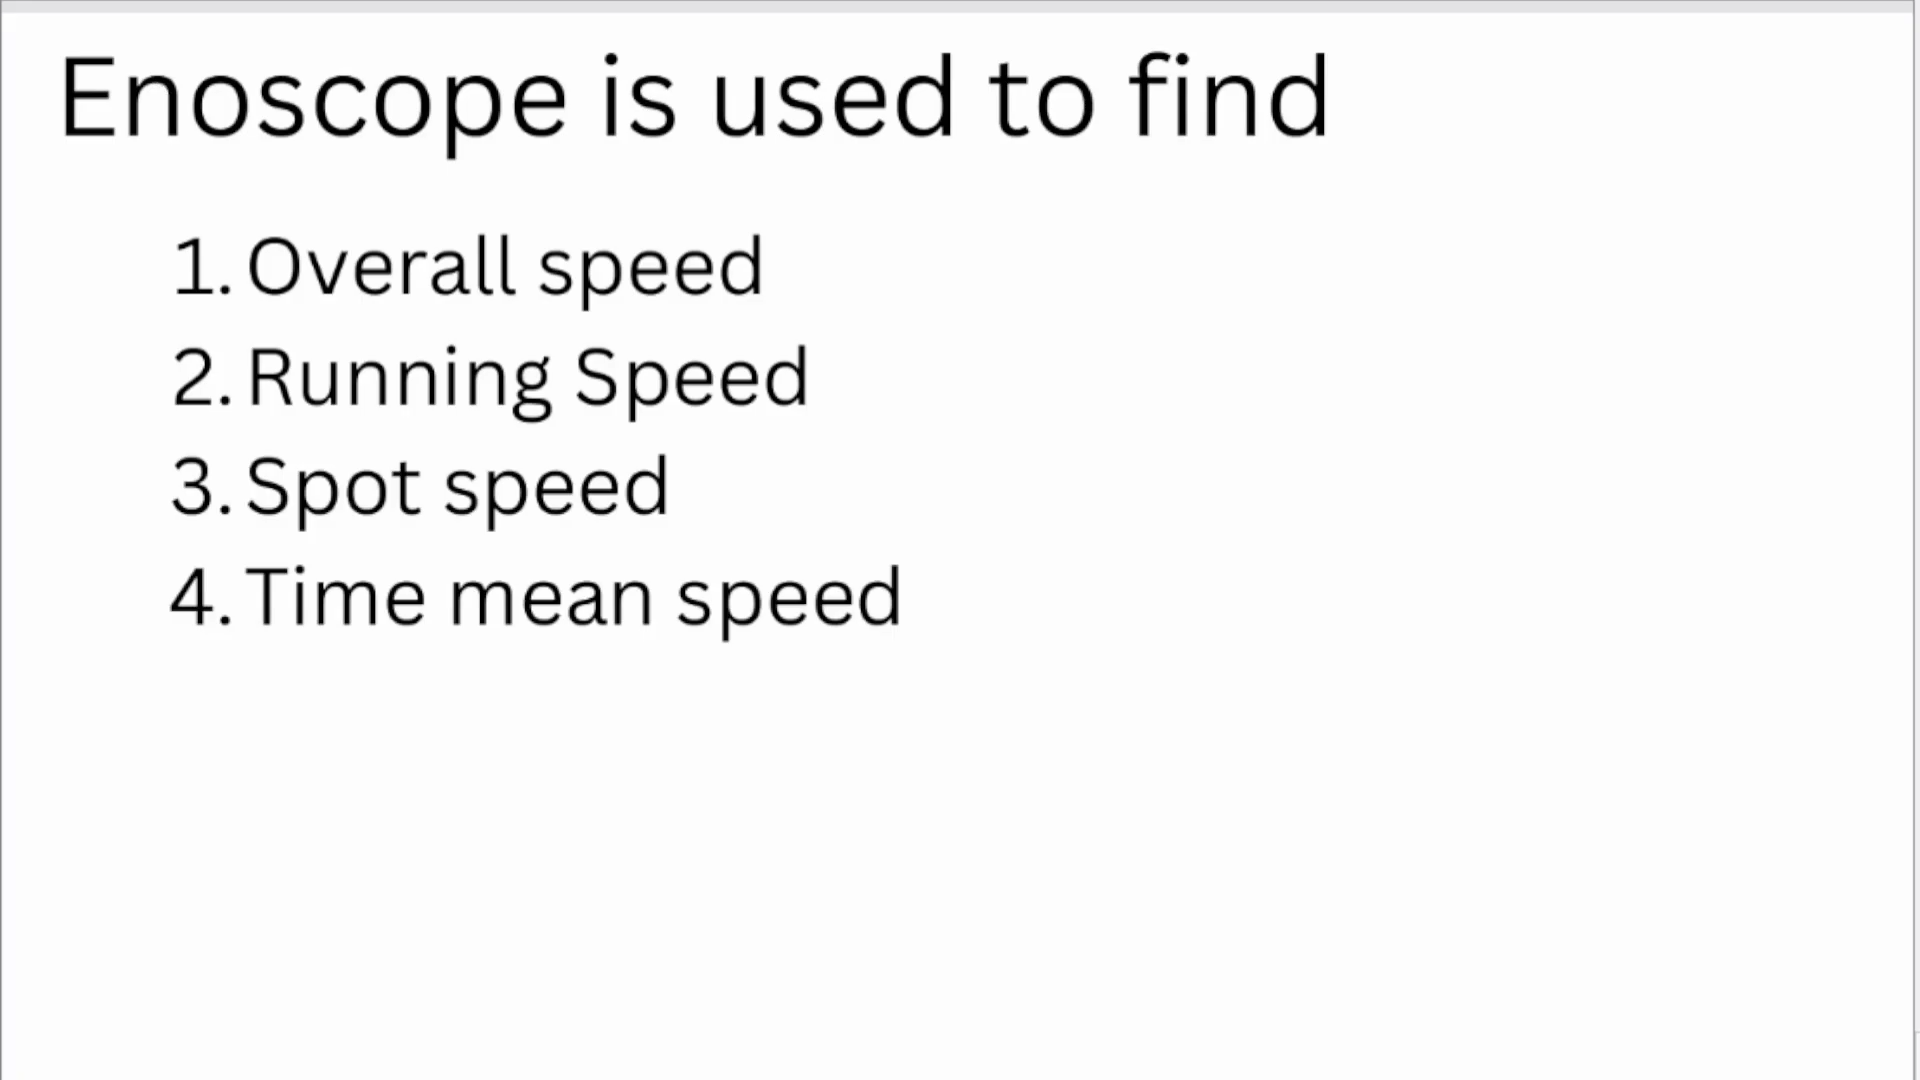 Enoscope is used to find
1. Overall speed
2. Running Speed
3. Spot speed
4. Time mean speed